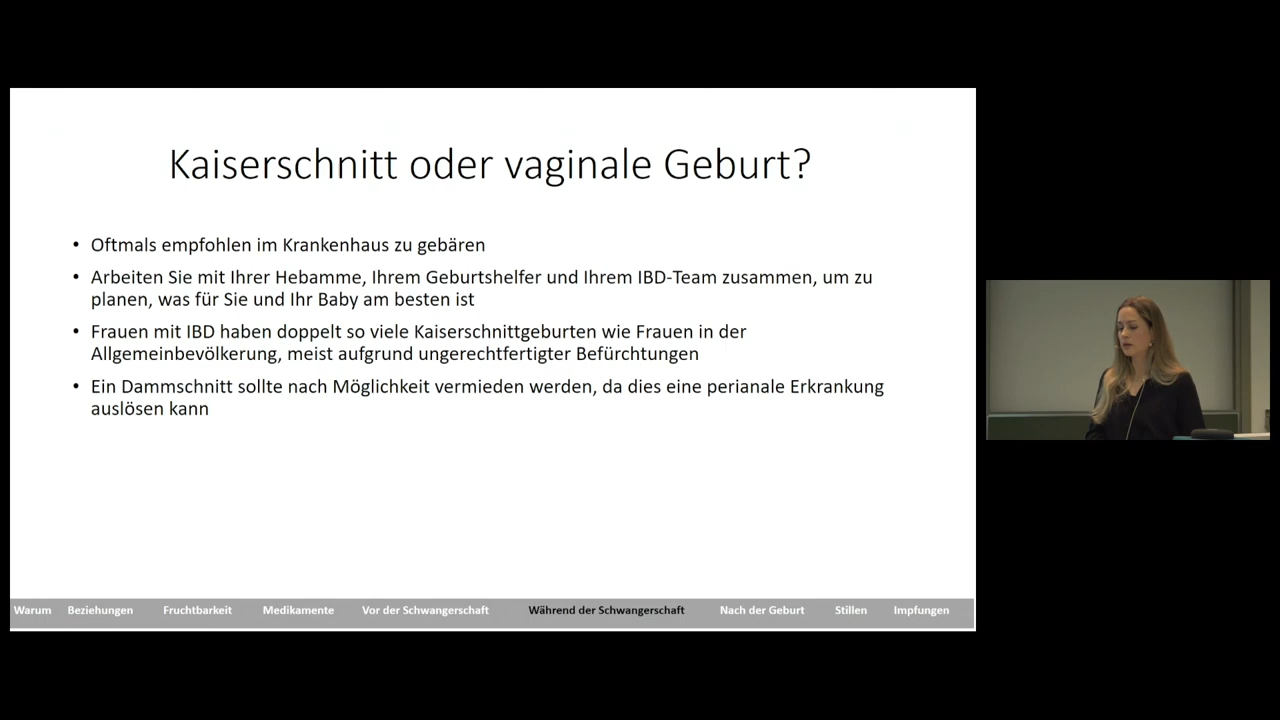 Kaiserschnitt oder vaginale Geburt?
• Oftmals empfohlen im Krankenhaus zu gebären
• Arbeiten Sie mit Ihrer Hebamme, Ihrem Geburtshelfer und Ihrem IBD-Team zusammen, um zu
planen, was für Sie und Ihr Baby am besten ist
• Frauen mit IBD haben doppelt so viele Kaiserschnittgeburten wie Frauen in der
Allgemeinbevölkerung, meist aufgrund ungerechtfertigter Befürchtungen
• Ein Dammschnitt sollte nach Möglichkeit vermieden werden, da dies eine perianale Erkrankung
auslösen kann
Warum Beziehungen Fruchtbarkeit Medikamente Vor der Schwangerschaft Während der Schwangerschaft Nach der Geburt Stillen Impfungen